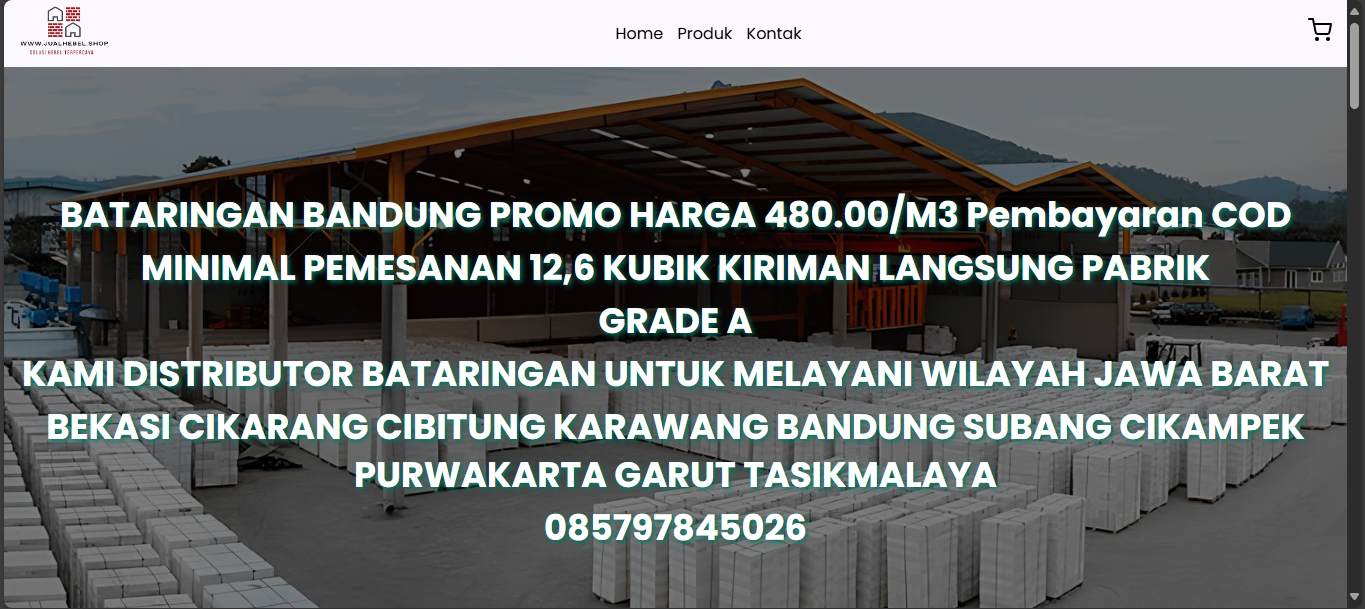 WWW.JUALHEBEL.SHOP
SOLUSI HEBEL TERPERCAYA
Home Produk Kontak
BATARINGAN BANDUNG PROMO HARGA 480.00/M3 Pembayaran COD
MINIMAL PEMESANAN 12,6 KUBIK KIRIMAN LANGSUNG PABRIK
GRADE A
KAMI DISTRIBUTOR BATARINGAN UNTUK MELAYANI WILAYAH JAWA BARAT
BEKASI CIKARANG CIBITUNG KARAWANG BANDUNG SUBANG CIKAMPEK
PURWAKARTA GARUT TASIKMALAYA
085797845026